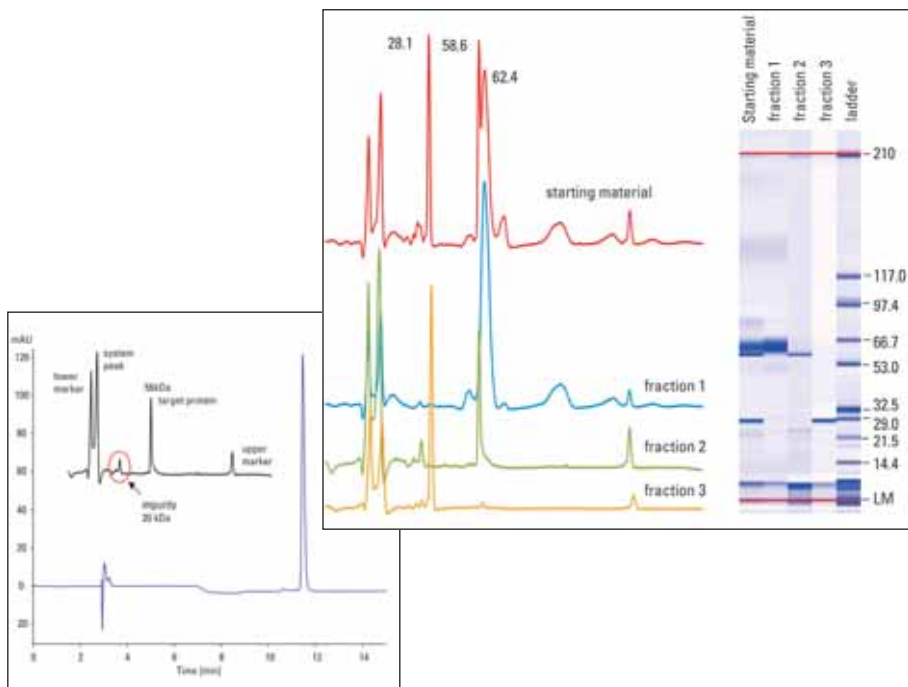 28.1
58.6
62.4
starting material
fraction 1
fraction 2
fraction 3
Starting material
fraction 1
fraction 2
fraction 3
ladder
210
117.0
97.4
66.7
53.0
32.5
29.0
21.5
14.4
LM
mAU
120
100
80
60
40
20
0
20
lower
marker
system
peak
target protein
upper
marker
impurity
20 kDa
0
2
4
6
8
10
12
14
Time [min]